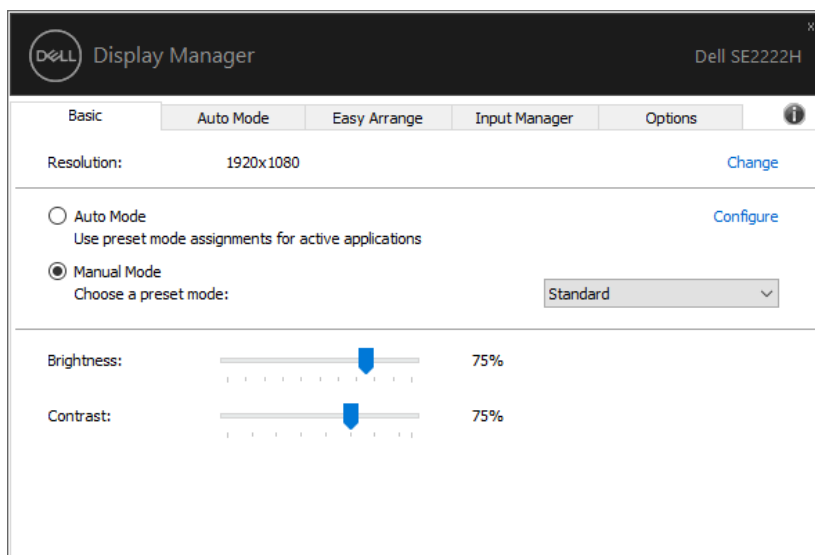 DELL Display Manager Dell SE2222H
x
Basic Auto Mode Easy Arrange Input Manager Options i
Resolution: 1920x1080 Change
Auto Mode Configure
Use preset mode assignments for active applications
Manual Mode
Choose a preset mode: Standard
Brightness: 75%
Contrast: 75%